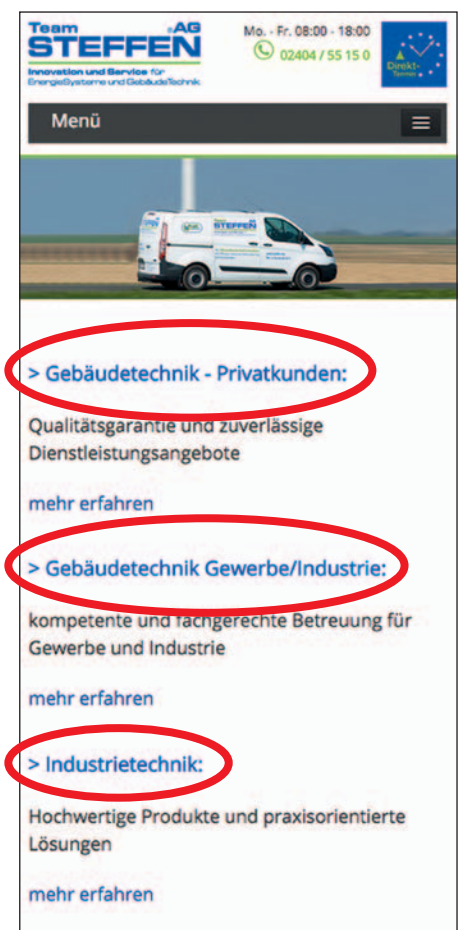 Team AG
STEFFEN
Innovation und Service für
EnergieSysteme und GebäudeTechnik
Mo. - Fr. 08:00 - 18:00
02404 / 55 15 0
Direkt-
Termin
Menü
Team
STEFFEN
> Gebäudetechnik - Privatkunden:
Qualitätsgarantie und zuverlässige
Dienstleistungsangebote
mehr erfahren
> Gebäudetechnik Gewerbe/Industrie:
kompetente und fachgerechte Betreuung für
Gewerbe und Industrie
mehr erfahren
> Industrietechnik:
Hochwertige Produkte und praxisorientierte
Lösungen
mehr erfahren